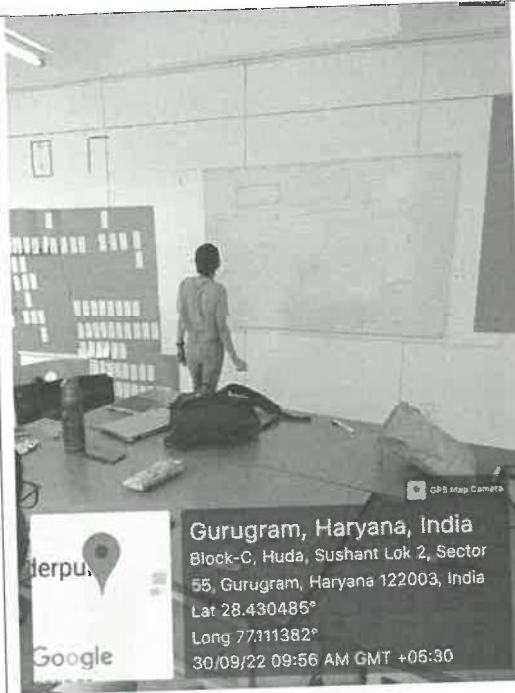 GPS Map Camera
derpu
Google
Gurugram, Haryana, India
Block-C, Huda, Sushant Lok 2, Sector
55, Gurugram, Haryana 122003, India
Lat 28.430485°
Long 77.111382°
30/09/22 09:56 AM GMT +05:30